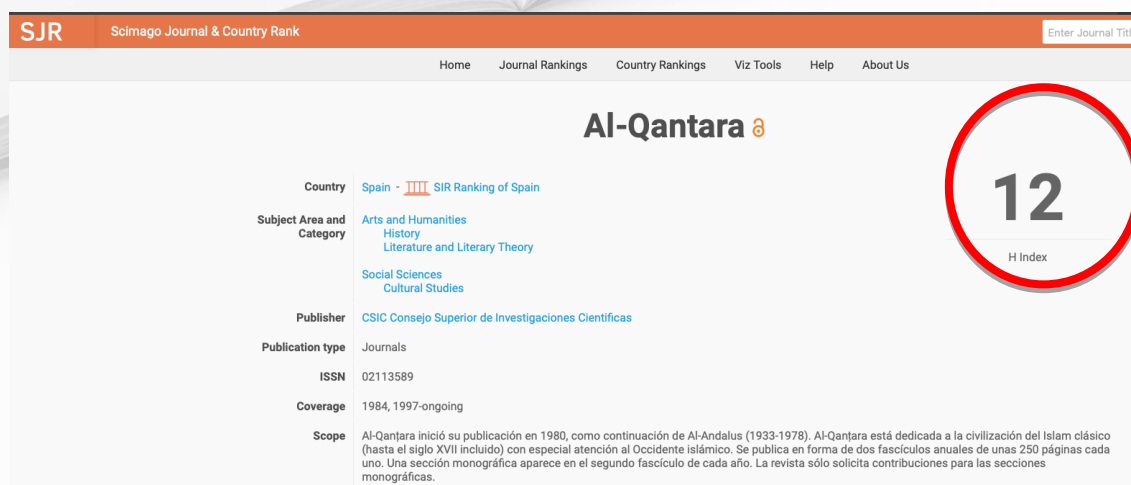 SJR Scimago Journal & Country Rank Enter Journal Titl
Home Journal Rankings Country Rankings Viz Tools Help About Us
Al-Qantara
12
H Index
Country Spain - SIR Ranking of Spain
Subject Area and Category Arts and Humanities
History
Literature and Literary Theory
Social Sciences
Cultural Studies
Publisher CSIC Consejo Superior de Investigaciones Cientificas
Publication type Journals
ISSN 02113589
Coverage 1984, 1997-ongoing
Scope Al-Qanṭara inició su publicación en 1980, como continuación de Al-Andalus (1933-1978). Al-Qanṭara está dedicada a la civilización del Islam clásico
(hasta el siglo XVII incluido) con especial atención al Occidente islámico. Se publica en forma de dos fascículos anuales de unas 250 páginas cada
uno. Una sección monográfica aparece en el segundo fascículo de cada año. La revista sólo solicita contribuciones para las secciones
monográficas.